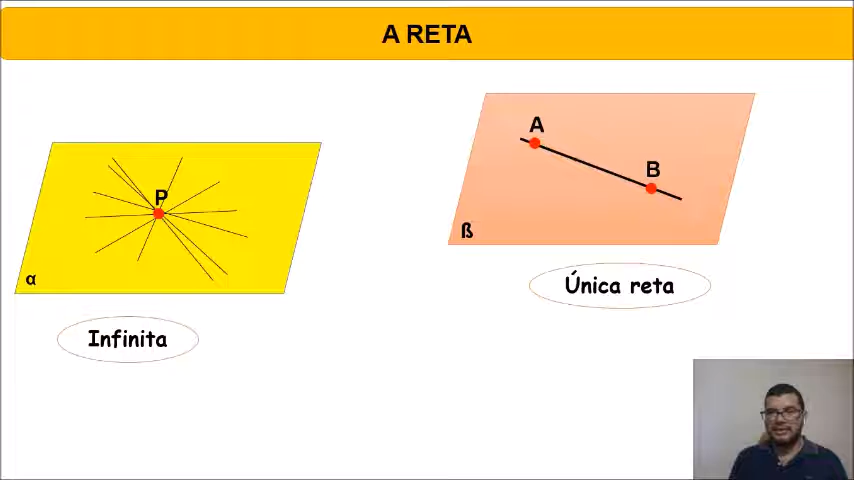 A RETA
P
α
Infinita
A
B
ß
Única reta